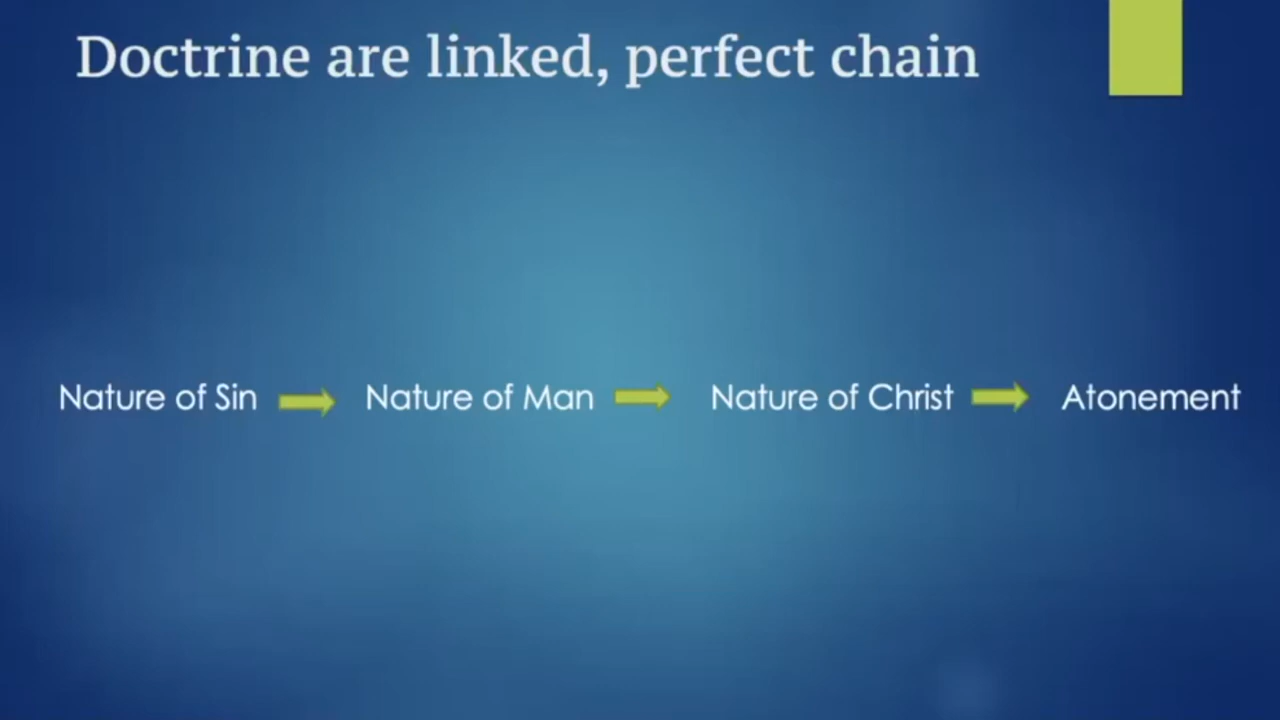 Doctrine are linked, perfect chain
Nature of Sin Nature of Man Nature of Christ Atonement